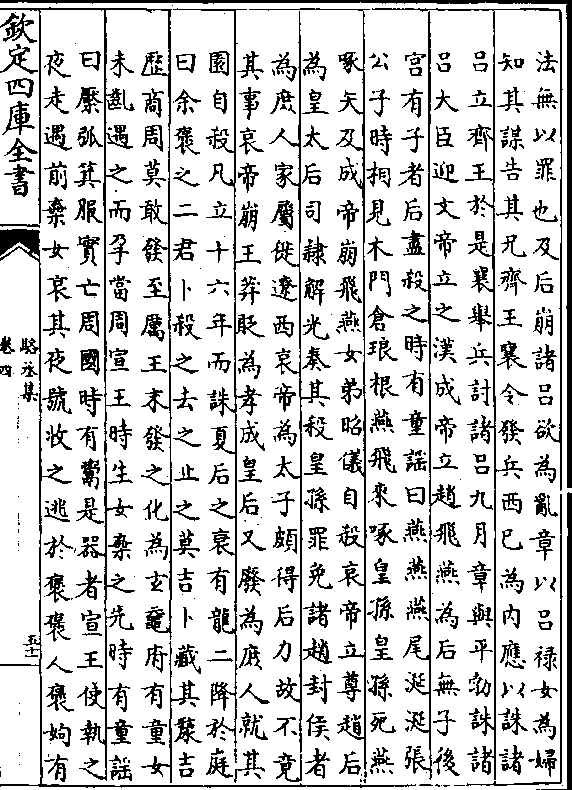 法無以罪也及后崩諸吕欲為亂章以吕禄女為婦
知其謀告其兄齊王襄令發兵西已為内應以誅諸
吕立齊王於是襄舉兵討諸吕九月章與平勃誅諸
吕大臣迎文帝立之漢成帝立趙飛燕為后無子後
宫有子者后盡殺之時有童謡曰燕燕燕尾涎涎張
公子時相見木門倉琅根燕飛來啄皇孫皇孫死燕
啄矢及成帝崩飛燕女弟昭儀自殺哀帝立尊趙后
為皇太后司隸解光奏其殺皇孫罪免諸趙封侯者
為庶人家屬徙遼西哀帝為太子頗得后力故不竟
其事哀帝崩王莽貶為孝成皇后又廢為庶人就其
園自殺凡立十六年而誅夏后之衰有龍二降於庭
曰余褒之二君卜殺之去之止之莫吉卜藏其漦吉
歴商周莫敢發至厲王末發之化為玄黿府有童女
未齔遇之而孕當周宣王時生女棄之先時有童謡
曰檿弧箕服實亡周國時有鬻是器者宣王使執之
夜走遇前棄女哀其夜號收之逃於褒褒人褒姁有
欽定四庫全書
駱丞集
卷四